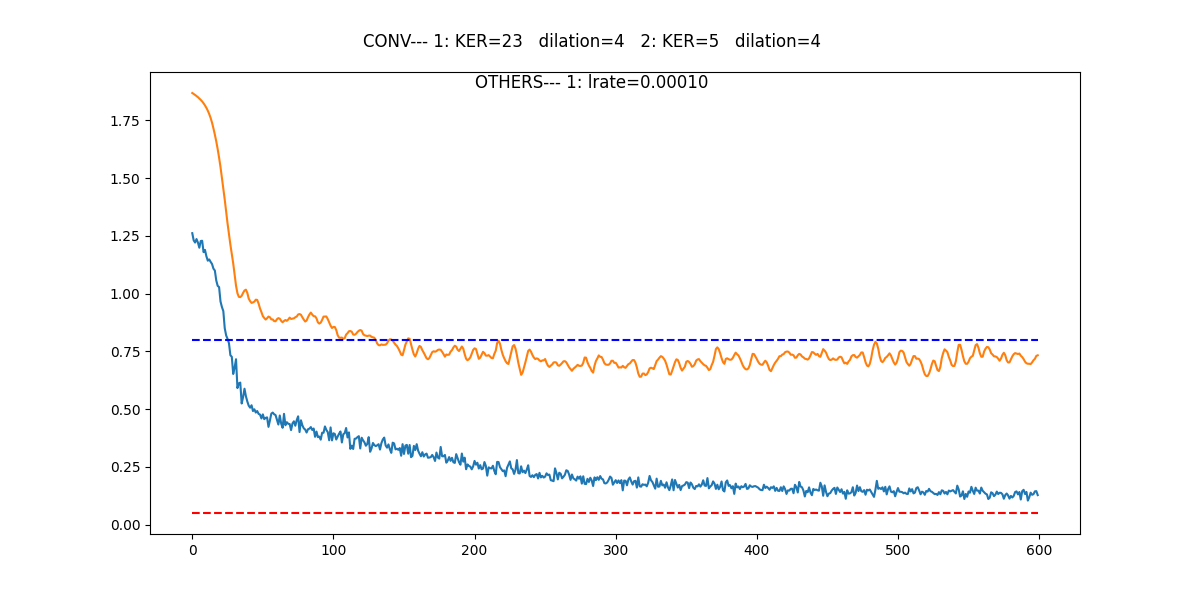 CONV--- 1: KER=23   dilation=4   2: KER=5   dilation=4
OTHERS--- 1: lrate=0.00010
1.75
1.50
1.25
1.00
0.75
0.50
0.25
0.00
0 100 200 300 400 500 600